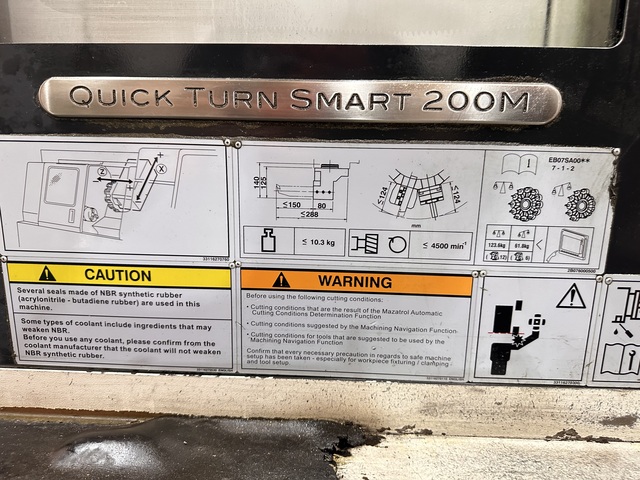 QUICK TURN SMART 200M
Z
X
+
331162T0760
140
125
≤150
80
≤288
≤124
≤124
mm
≤ 10.3 kg
≤ 4500 min⁻¹
EB07SA00**
7-1-2
123.6kg
61.8kg
2B076000500
CAUTION
Several seals made of NBR synthetic rubber
(acrylonitrile - butadiene rubber) are used in this
machine.
Some types of coolant include ingredients that may
weaken NBR.
Before you use any coolant, please confirm from the
coolant manufacturer that the coolant will not weaken
NBR synthetic rubber.
WARNING
Before using the following cutting conditions:
• Cutting conditions that are the result of the Mazatrol Automatic
Cutting Conditions Determination Function
• Cutting conditions suggested by the Machining Navigation Function
• Cutting conditions for tools that are suggested to be used by the
Machining Navigation Function
Confirm that every necessary precaution in regards to safe machine
setup has been taken - especially for workpiece fixturing / clamping -
and tool setup.